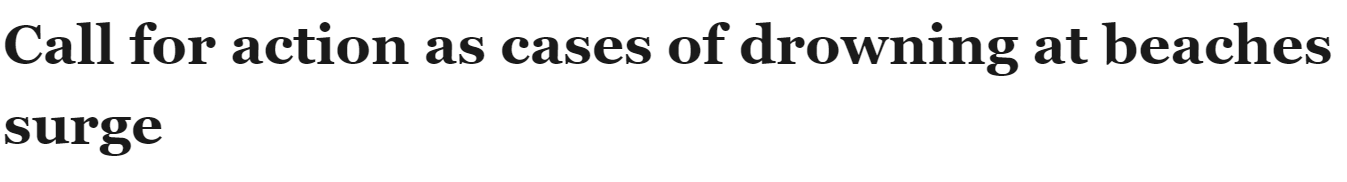 Call for action as cases of drowning at beaches
surge